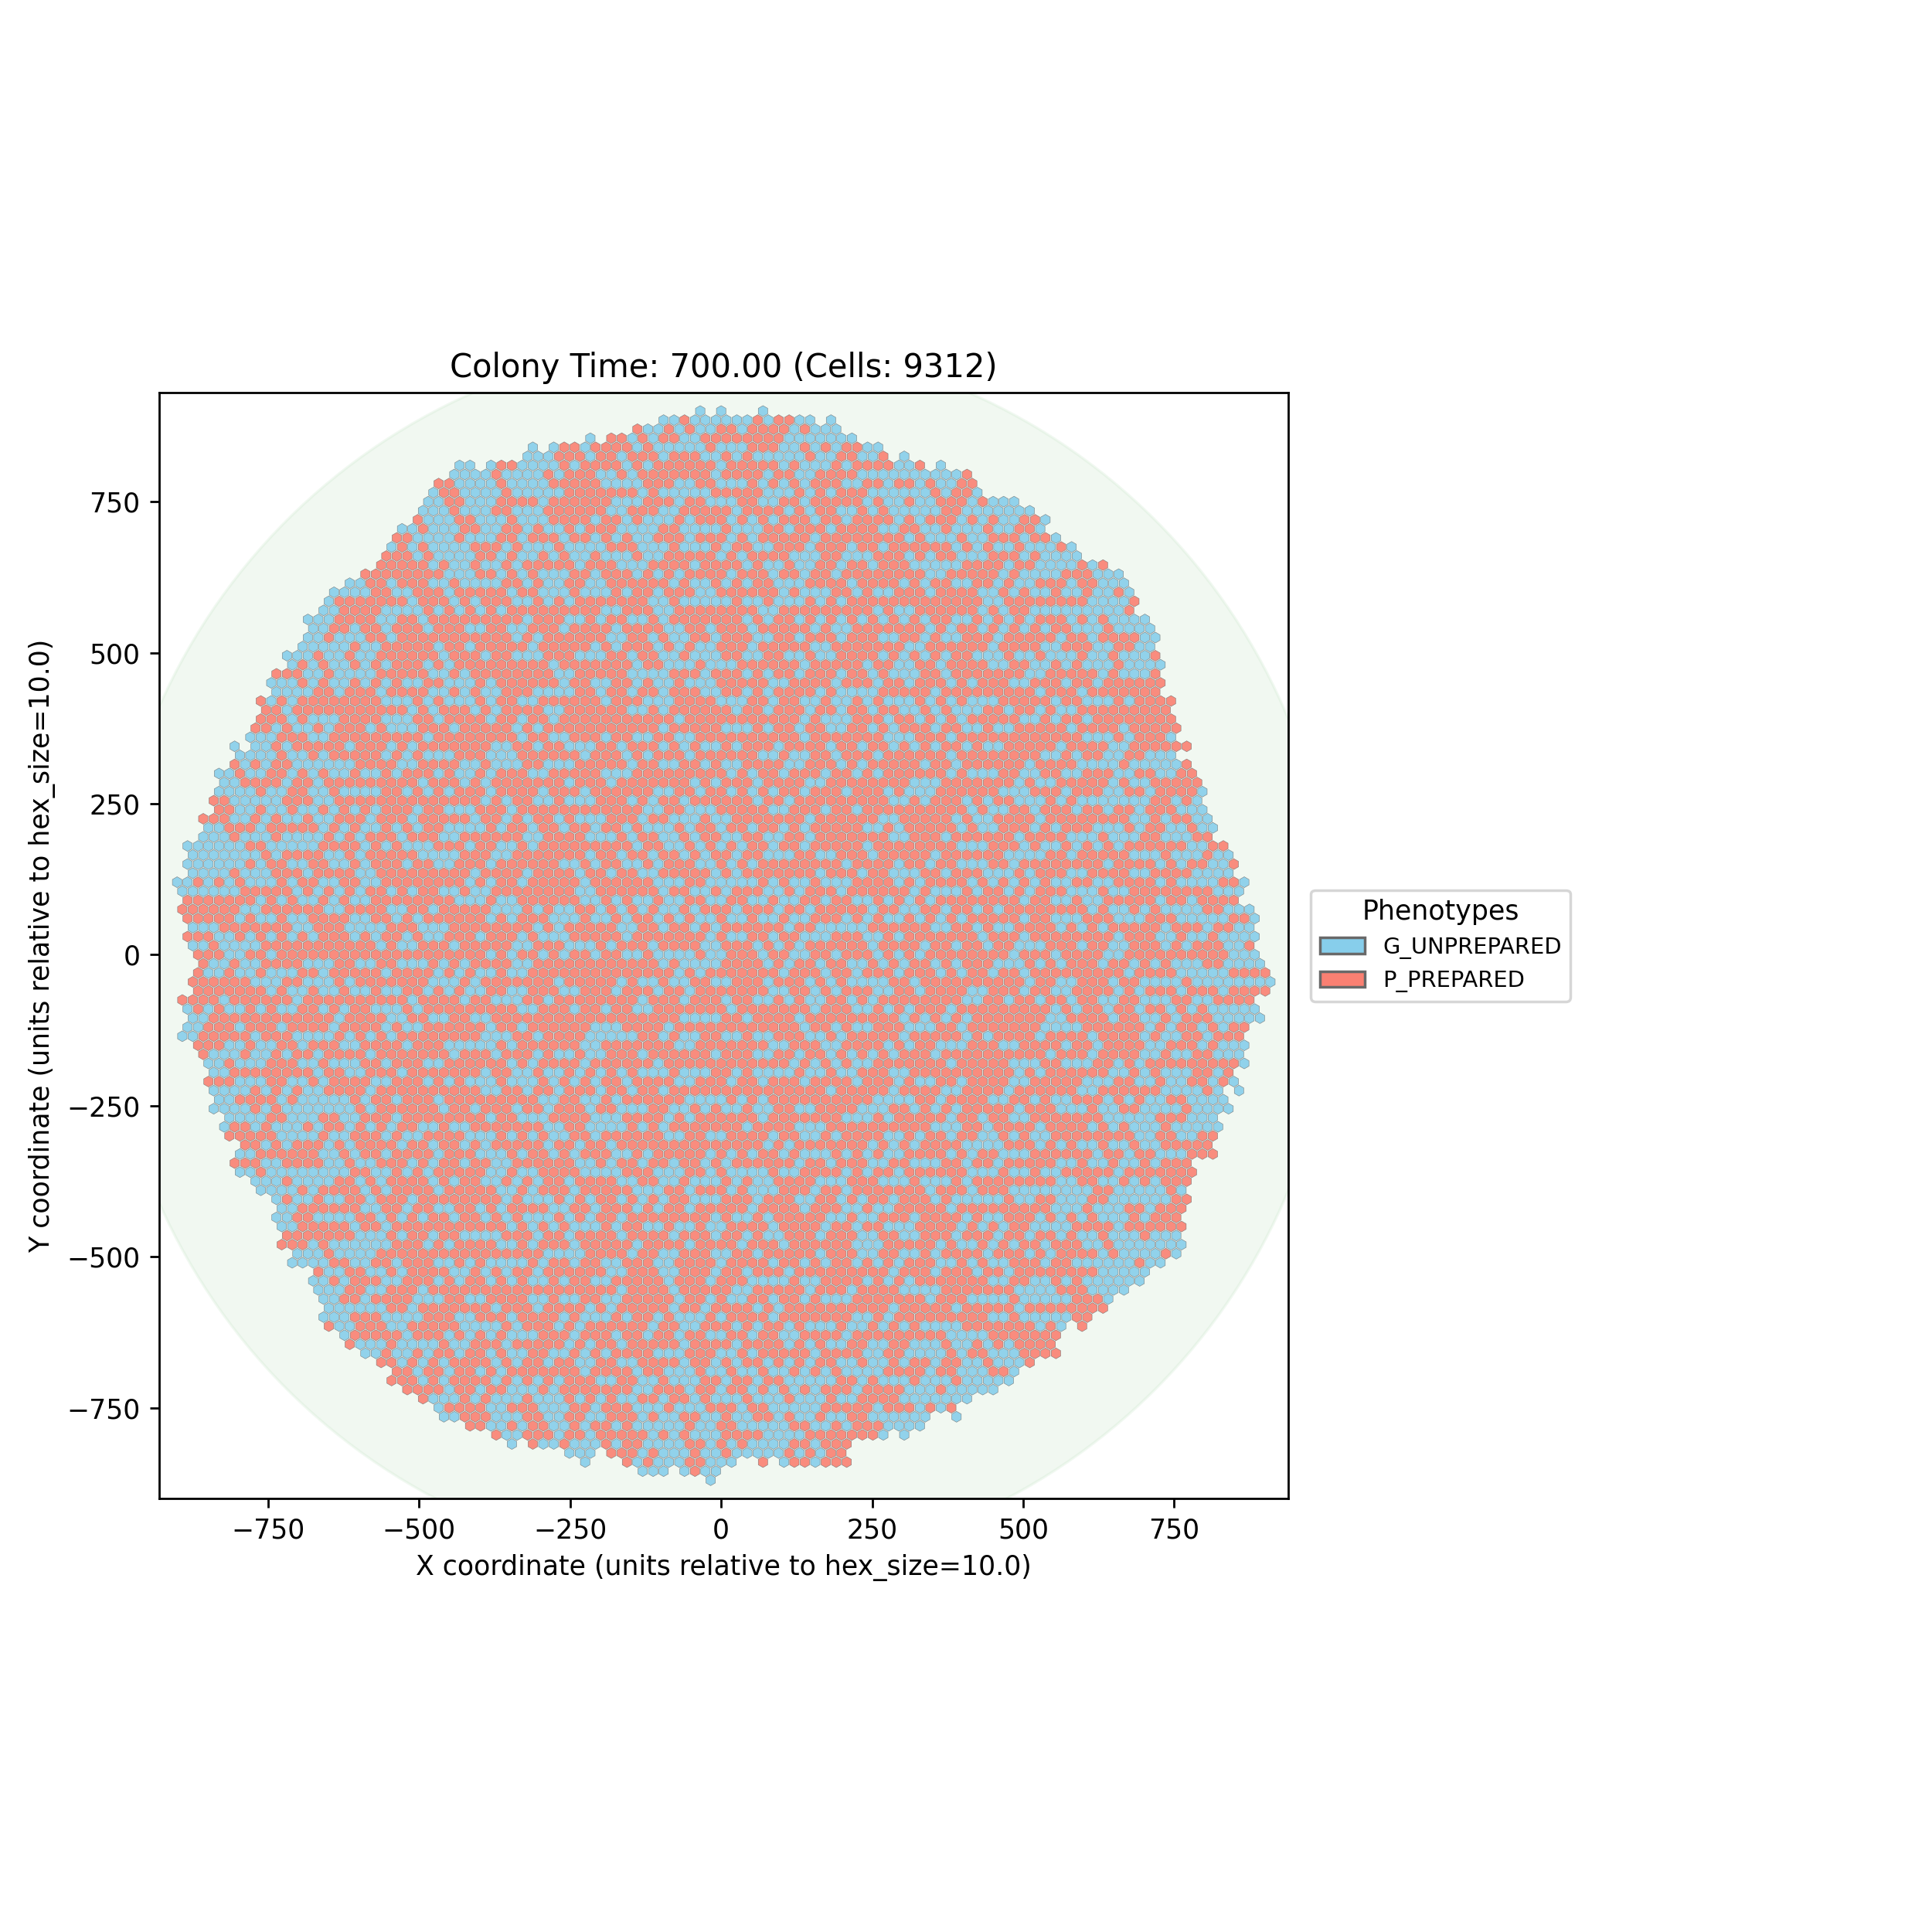 Colony Time: 700.00 (Cells: 9312)
Y coordinate (units relative to hex_size=10.0)
750
500
250
0
−250
−500
−750
−750 −500 −250 0 250 500 750
X coordinate (units relative to hex_size=10.0)
Phenotypes
G_UNPREPARED
P_PREPARED